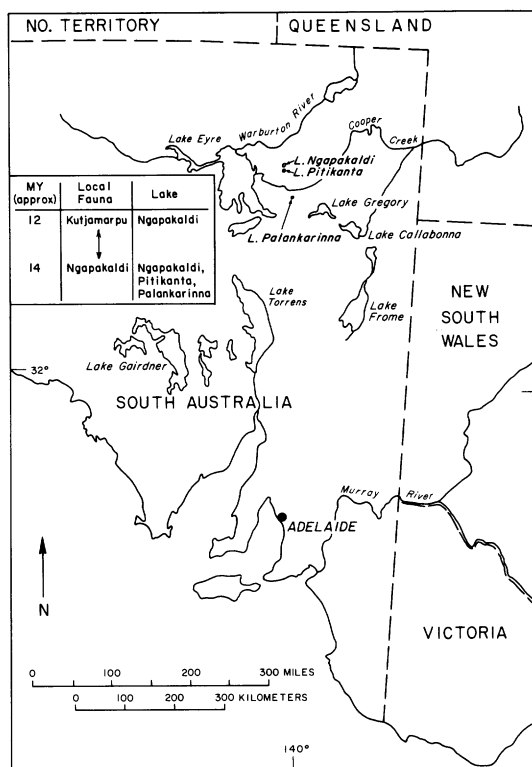 NO. TERRITORY
QUEENSLAND
Warburton River
Lake Eyre
Cooper
Creek
L. Ngapakaldi
L. Pitikanta
Lake Gregory
L. Palankarinna
Lake Callabonna
MY (approx) Local Fauna Lake
12 Kutjamarpu Ngapakaldi
14 Ngapakaldi Ngapakaldi,
Pitikanta,
Palankarinna
Lake
Torrens
Lake
Frome
NEW
SOUTH
WALES
32°
Lake Gairdner
SOUTH AUSTRALIA
Murray River
ADELAIDE
N
VICTORIA
0 100 200 300 MILES
0 100 200 300 KILOMETERS
140°